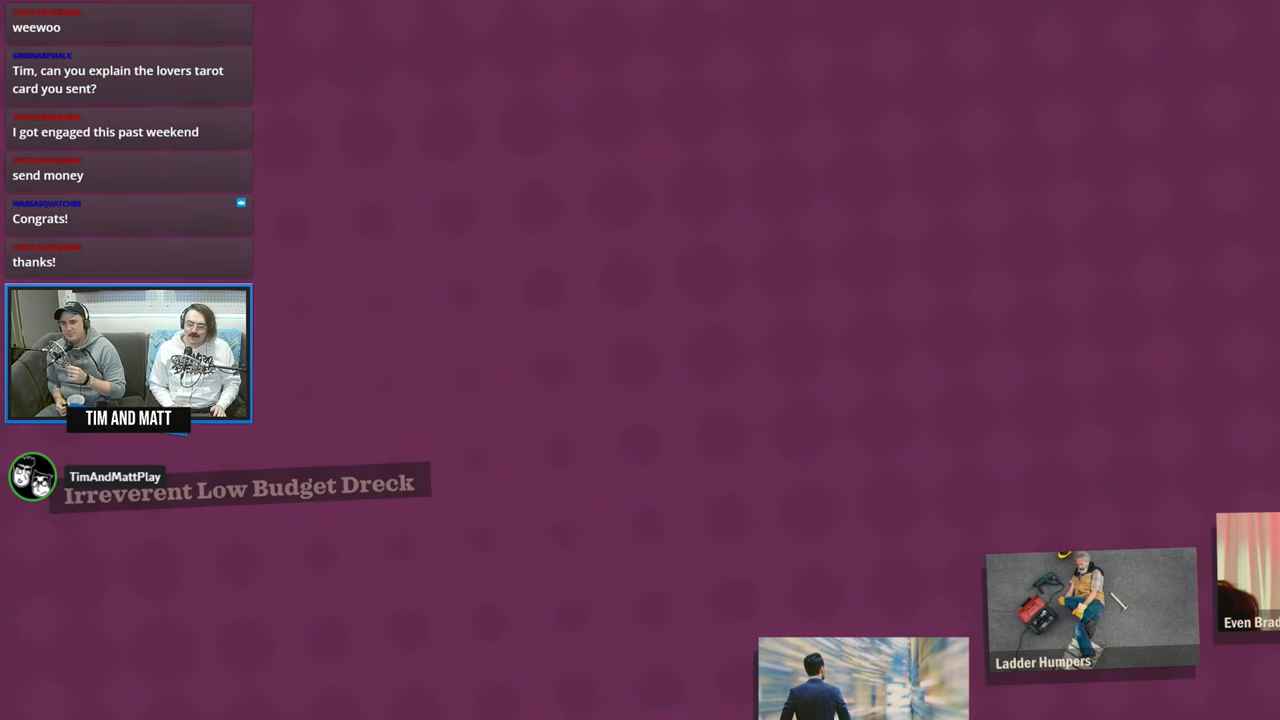 weewoo
Tim, can you explain the lovers tarot
card you sent?
I got engaged this past weekend
send money
WARSASQUATCH88
Congrats!
thanks!
TIM AND MATT
TimAndMattPlay
Irreverent Low Budget Dreck
Ladder Humpers
Even Brad